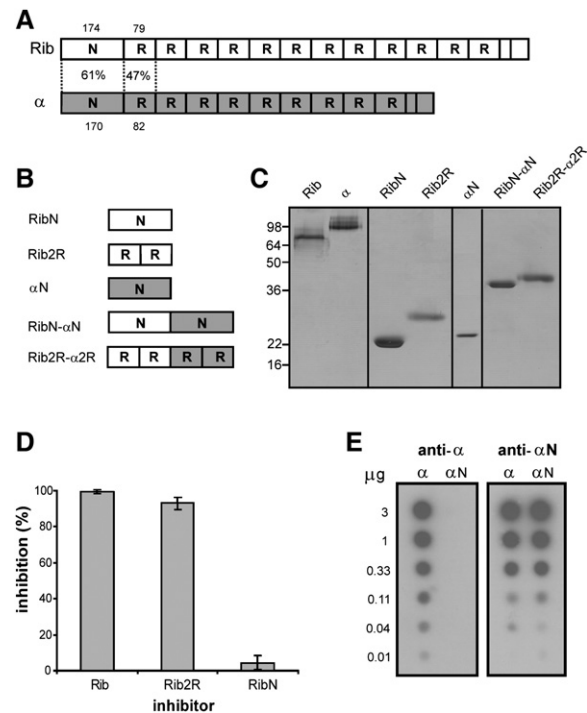 A
174 79
Rib N R R R R R R R R R R R R
61% 47%
α N R R R R R R R R R
170 82
B
RibN N
Rib2R R R
αN N
RibN-αN N N
Rib2R-α2R R R R R
C
Rib α RibN Rib2R αN RibN-αN Rib2R-α2R
98
64
50
36
22
16
D
inhibition (%)
100
80
60
40
20
0
Rib Rib2R RibN
inhibitor
E
anti-α anti-αN
µg α αN α αN
3
1
0.33
0.11
0.04
0.01